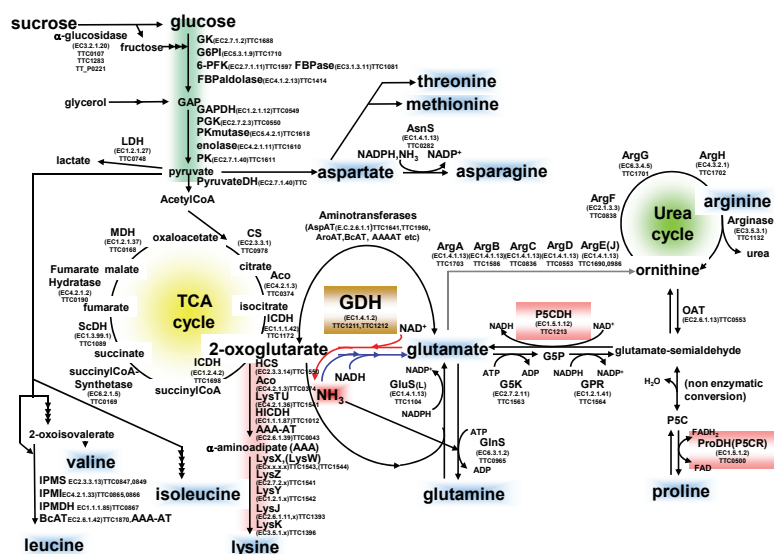 sucrose
glucose
α-glucosidase
(EC3.2.1.20)
TTC0107
TTC1283
TT_P0221
fructose
GK(EC2.7.1.2)TTC1688
G6PI(EC5.3.1.9)TTC1710
6-PFK(EC2.7.1.11)TTC1597 FBPase(EC3.1.3.11)TTC1081
FBPaldolase(EC4.1.2.13)TTC1414
glycerol
GAP
GAPDH(EC1.2.1.12)TTC0549
PGK(EC2.7.2.3)TTC0550
PKmutase(EC5.4.2.1)TTC1618
enolase(EC4.2.1.11)TTC1610
PK(EC2.7.1.40)TTC1611
LDH
(EC1.2.1.27)
TTC0748
lactate
pyruvate
PyruvateDH(EC2.7.1.40)TTC
AcetylCoA
threonine
methionine
aspartate
AsnS
(EC1.4.1.13)
TTC0282
NADPH,NH3
NADP+
asparagine
ArgG
(EC6.3.4.5)
TTC1701
ArgH
(EC4.3.2.1)
TTC1702
ArgF
(EC2.1.3.3)
TTC0838
Urea
cycle
arginine
Arginase
(EC3.5.3.1)
TTC1132
urea
ornithine
MDH
(EC1.2.1.37)
TTC0168
oxaloacetate
CS
(EC2.3.3.1)
TTC0978
citrate
Aco
(EC4.2.1.3)
TTC0374
isocitrate
ICDH
(EC1.1.1.42)
TTC1172
malate
Fumarate
Hydratase
(EC4.2.1.2)
TTC0190
fumarate
ScDH
(EC1.3.99.1)
TTC1089
succinate
succinylCoA-
Synthetase
(EC6.2.1.5)
TTC0169
TCA
cycle
lCDH
(EC1.2.4.2)
TTC1698
succinylCoA
2-oxoglutarate
Aminotransferases
(AspAT(E.C.2.6.1.1)TTC1641,TTC1960,
AroAT,BcAT, AAAAT etc)
ArgA
(EC1.4.1.13)
TTC1703
ArgB
(EC1.4.1.13)
TTC1586
ArgC
(EC1.4.1.13)
TTC0836
ArgD
(EC1.4.1.13)
TTC0553
ArgE(J)
(EC1.4.1.13)
TTC1690,0986
GDH
(EC1.4.1.2)
TTC1211,TTC1212
NAD+
NADH
NH3
glutamate
P5CDH
(EC1.5.1.12)
TTC1213
NADH
NAD+
ATP
ADP
G5K
(EC2.7.2.11)
TTC1563
G5P
NADPH
NADP+
GPR
(EC1.2.1.41)
TTC1564
glutamate-semialdehyde
OAT
(EC2.6.1.13)TTC0553
H2O
(non enzymatic
conversion)
P5C
FADH2
ProDH(P5CR)
(EC1.5.1.2)
TTC0500
FAD
proline
NADP+
GluS(L)
(EC1.4.1.13)
TTC1104
NADPH
ATP
GlnS
(EC6.3.1.2)
TTC0965
ADP
glutamine
HCS
(EC2.3.3.14)TTC1550
Aco
(EC4.2.1.3)TTC0374
LysTU
(EC4.2.1.36)TTC1541
HICDH
(EC1.1.1.87)TTC1012
AAA-AT
(EC2.6.1.39)TTC0043
α-aminoadipate (AAA)
LysX,(LysW)
(EC x.x.x.x)TTC1543,TTC1544)
LysZ
(EC2.7.2.x)TTC1541
LysY
(EC1.2.1.x)TTC1542
LysJ
(EC2.6.1.11,x)TTC1393
LysK
(EC3.5.1.x)TTC1396
lysine
2-oxoisovalerate
valine
isoleucine
IPMS(EC2.3.3.13)TTC0847,0849
IPMI(EC4.2.1.33)TTC0865,0866
IPMDH(EC1.1.1.85)TTC0867
BcAT(EC2.6.1.42)TTC1870,AAA-AT
leucine